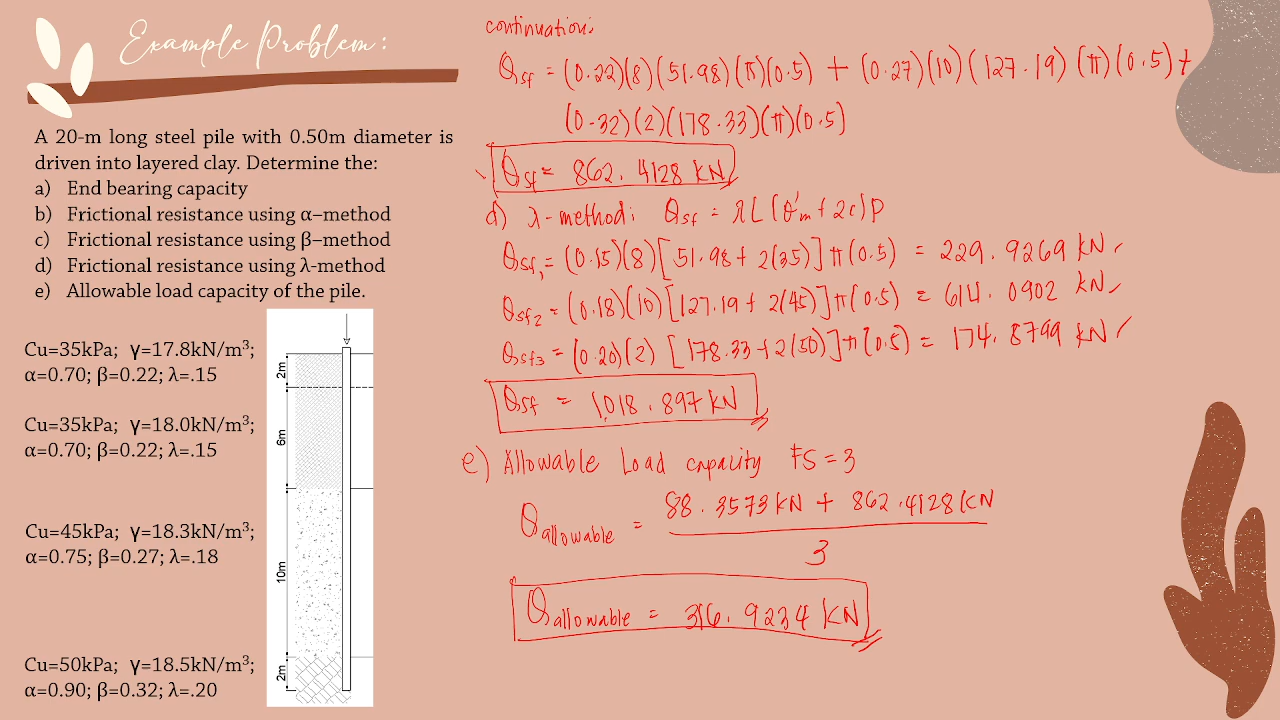 Example Problem:
A 20-m long steel pile with 0.50m diameter is
driven into layered clay. Determine the:
a) End bearing capacity
b) Frictional resistance using α–method
c) Frictional resistance using β–method
d) Frictional resistance using λ-method
e) Allowable load capacity of the pile.
Cu=35kPa; γ=17.8kN/m³;
α=0.70; β=0.22; λ=.15
Cu=35kPa; γ=18.0kN/m³;
α=0.70; β=0.22; λ=.15
Cu=45kPa; γ=18.3kN/m³;
α=0.75; β=0.27; λ=.18
Cu=50kPa; γ=18.5kN/m³;
α=0.90; β=0.32; λ=.20
2m
6m
10m
2m
continuation:
Qsf = (0.22)(8)(51.98)(π)(0.5) + (0.27)(10)(127.19)(π)(0.5) +
(0.32)(2)(178.33)(π)(0.5)
Qsf = 862.4128 KN
d) λ-method: Qsf = λL(θ'm + 2c)P
Qsf₁ = (0.15)(8)[51.98 + 2(35)]π(0.5) = 229.9269 KN
Qsf₂ = (0.18)(10)[127.19 + 2(45)]π(0.5) = 614.0902 KN
Qsf₃ = (0.20)(2)[178.33 + 2(50)]π(0.5) = 174.8799 KN
Qsf = 1,018.897 KN
e) Allowable Load capacity FS = 3
Qallowable = 88.3573 KN + 862.4128 KN
3
Qallowable = 316.9234 KN